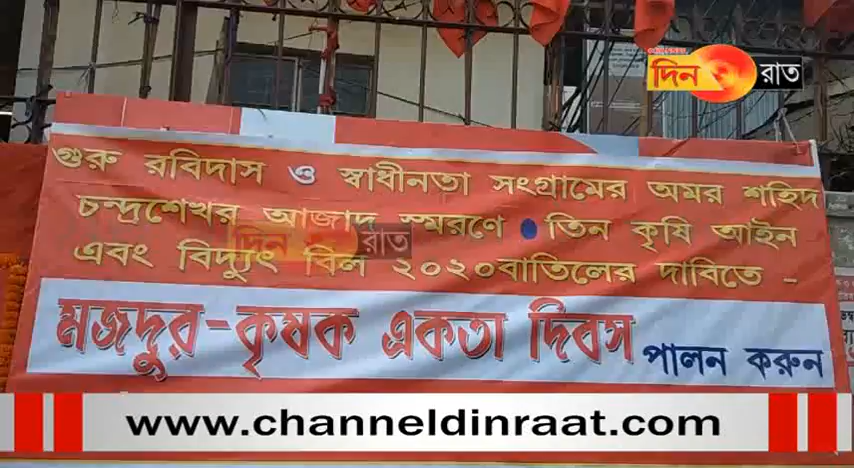 CHANNEL
দিন রাত
গুরু রবিদাস ও স্বাধীনতা সংগ্রামের অমর শহিদ
চন্দ্রশেখর আজাদ স্মরণে তিন কৃষি আইন
দিন রাত
এবং বিদ্যুৎ বিল ২০২০বাতিলের দাবিতে -
মজদুর-কৃষক একতা দিবস পালন করুন
www.channeldinraat.com